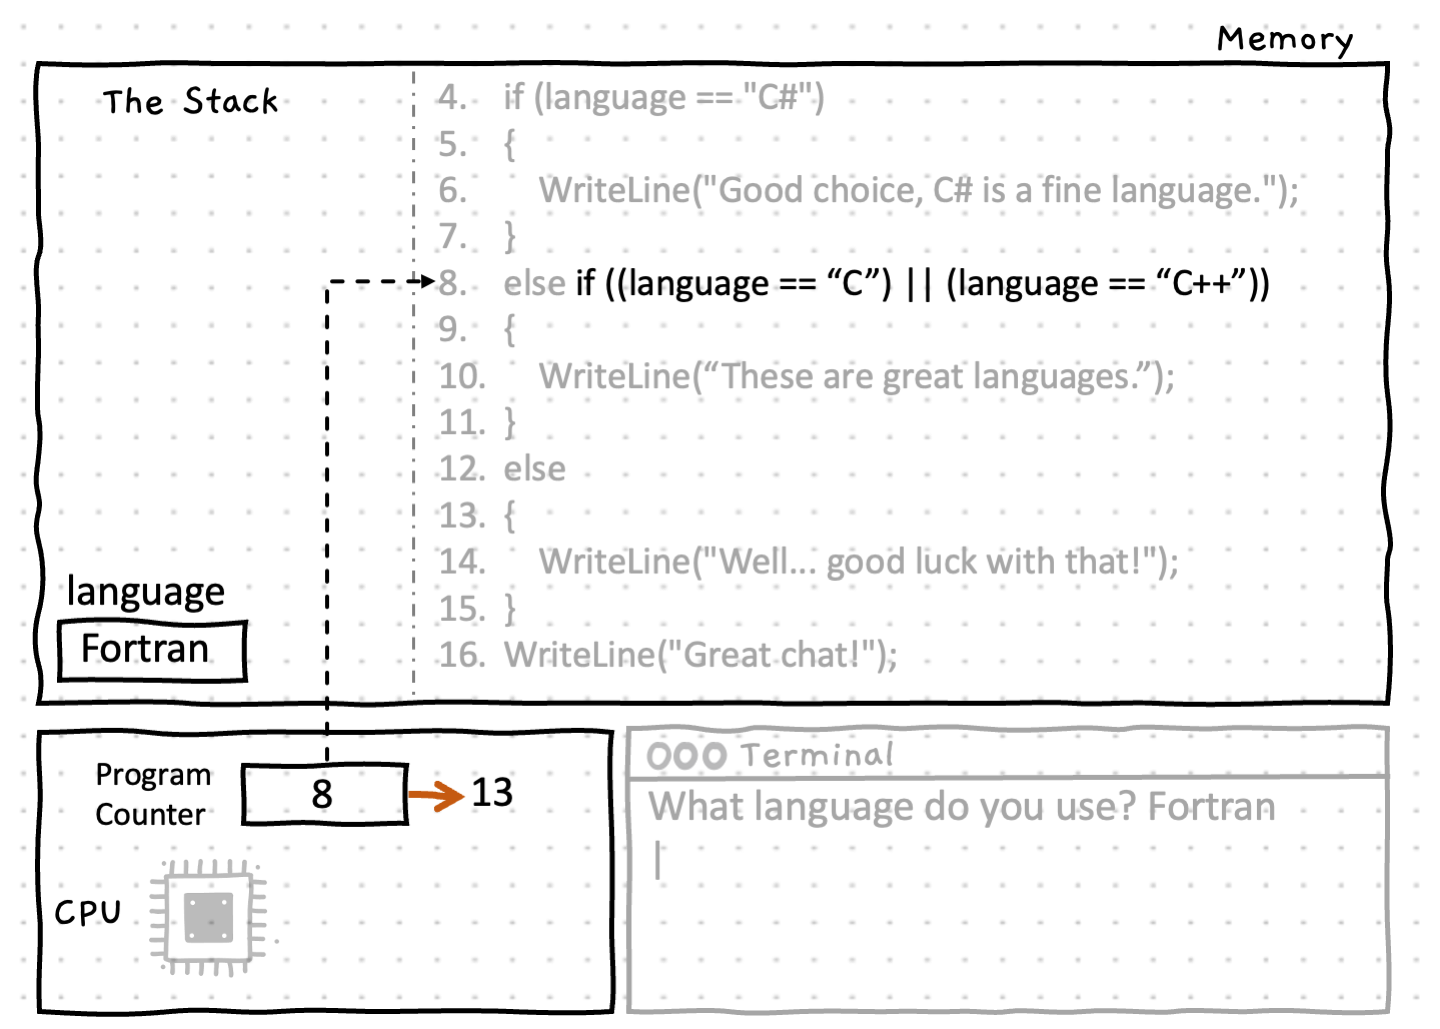 Memory
The Stack
4. if (language == "C#")
5. {
6. WriteLine("Good choice, C# is a fine language.");
7. }
8. else if ((language == “C”) || (language == “C++”))
9. {
10. WriteLine(“These are great languages.”);
11. }
12. else
13. {
14. WriteLine("Well... good luck with that!");
15. }
16. WriteLine("Great chat!");
language
Fortran
Program
Counter
8
13
CPU
Terminal
What language do you use? Fortran